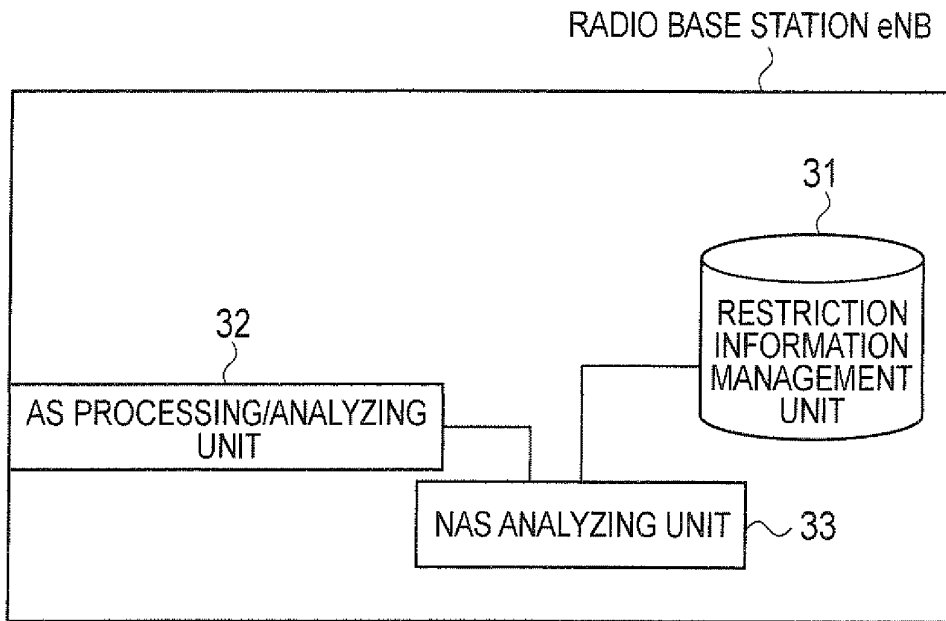 RADIO BASE STATION eNB
31
RESTRICTION
INFORMATION
MANAGEMENT
UNIT
32
AS PROCESSING/ANALYZING
UNIT
NAS ANALYZING UNIT
33